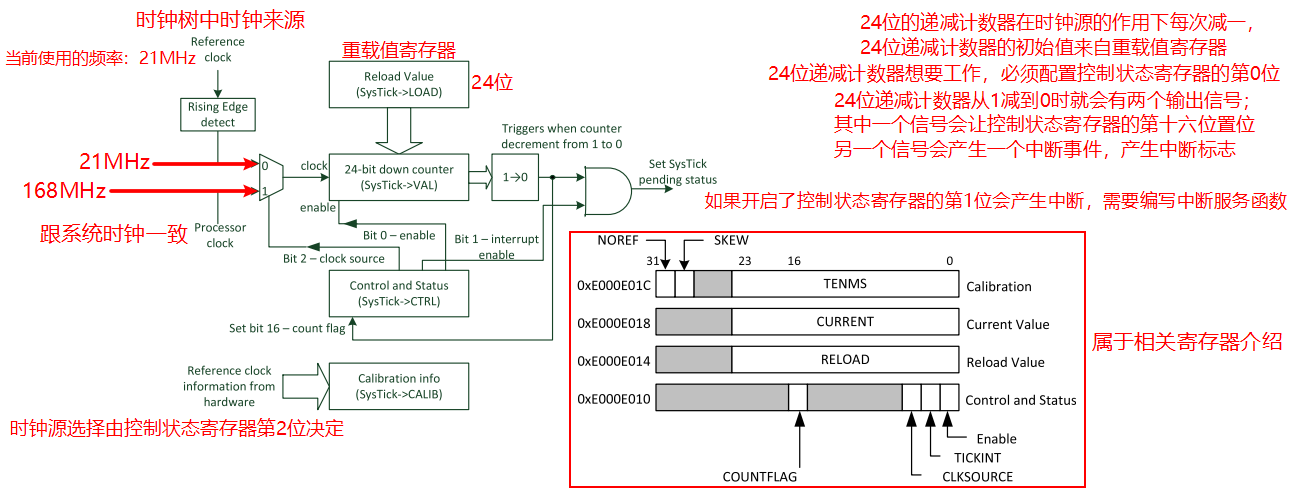 时钟树中时钟来源
Reference
clock
当前使用的频率：21MHz
Rising Edge
detect
21MHz
168MHz
0
1
跟系统时钟一致
Processor
clock
重载值寄存器
Reload Value
(SysTick->LOAD)
24位
clock
24-bit down counter
(SysTick->VAL)
enable
Triggers when counter
decrement from 1 to 0
1→0
Set SysTick
pending status
Bit 0 – enable
Bit 1 – interrupt
enable
Bit 2 – clock source
Control and Status
(SysTick->CTRL)
Set bit 16 – count flag
Reference clock
information from
hardware
Calibration info
(SysTick->CALIB)
时钟源选择由控制状态寄存器第2位决定
24位的递减计数器在时钟源的作用下每次减一，
24位递减计数器的初始值来自重载值寄存器
24位递减计数器想要工作，必须配置控制状态寄存器的第0位
24位递减计数器从1减到0时就会有两个输出信号；
其中一个信号会让控制状态寄存器的第十六位置位
另一个信号会产生一个中断事件，产生中断标志
如果开启了控制状态寄存器的第1位会产生中断，需要编写中断服务函数
NOREF
SKEW
31
23
16
0
0xE000E01C
TENMS
Calibration
0xE000E018
CURRENT
Current Value
0xE000E014
RELOAD
Reload Value
0xE000E010
Control and Status
Enable
TICKINT
COUNTFLAG
CLKSOURCE
属于相关寄存器介绍